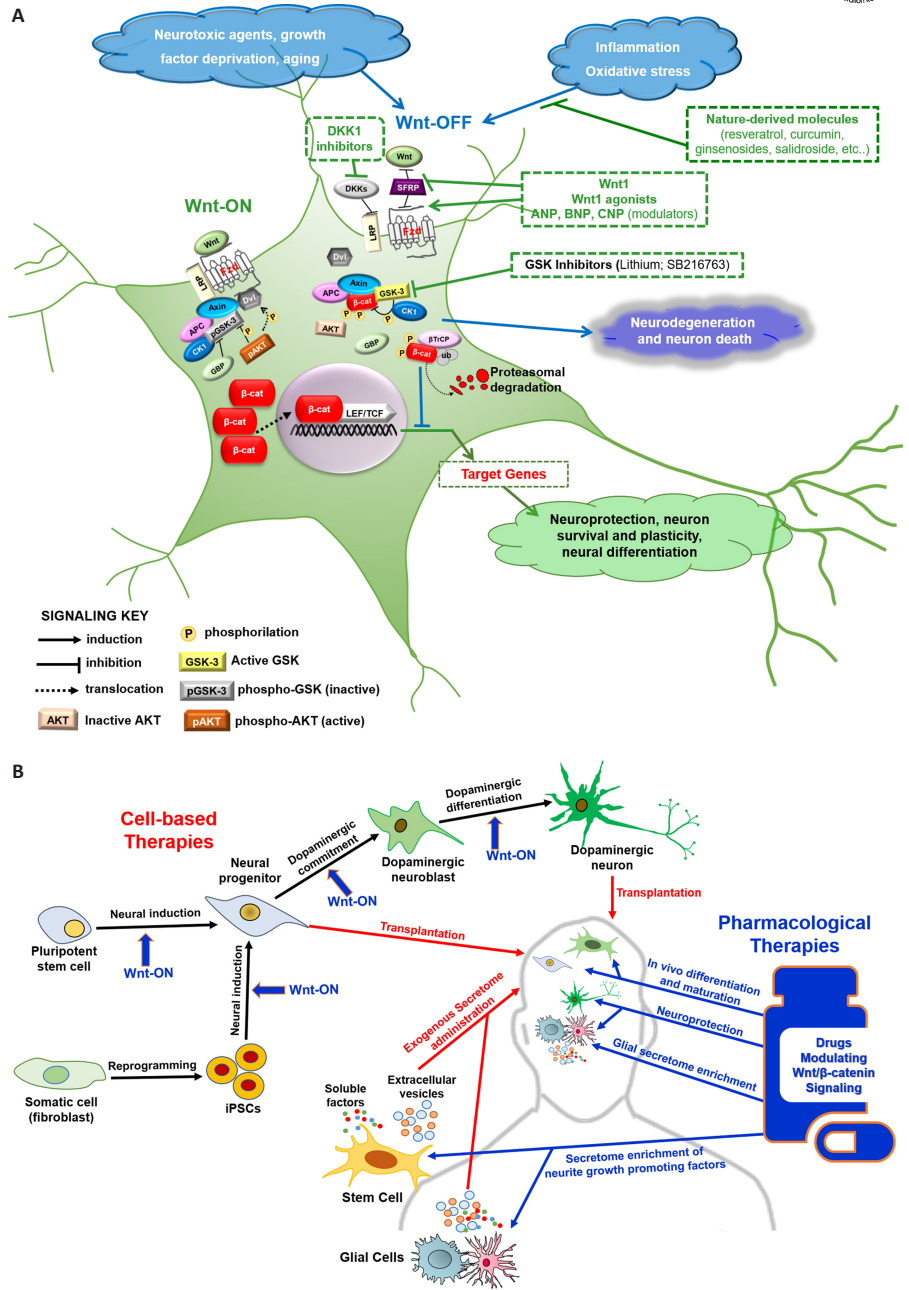 A
Neurotoxic agents, growth
factor deprivation, aging
Inflammation
Oxidative stress
Wnt-OFF
Nature-derived molecules
(resveratrol, curcumin,
ginsenosides, salidroside, etc..)
DKK1
inhibitors
Wnt
DKKs
SFRP
Wnt1
Wnt1 agonists
ANP, BNP, CNP (modulators)
LRP
Fzd
Wnt-ON
Wnt
LRP
Fzd
Dvl
Axin
APC
pGSK-3
CK1
P
P
pAKT
GBP
Dvl
Axin
APC
GSK-3
β-cat
P
P
P
CK1
AKT
GBP
GSK Inhibitors (Lithium; SB216763)
Neurodegeneration
and neuron death
P
βTrCP
P
β-cat
ub
Proteasomal
degradation
β-cat
β-cat
β-cat
β-cat
LEF/TCF
Target Genes
Neuroprotection, neuron
survival and plasticity,
neural differentiation
SIGNALING KEY
induction
inhibition
translocation
AKT Inactive AKT
P phosphorilation
GSK-3 Active GSK
pGSK-3 phospho-GSK (inactive)
pAKT phospho-AKT (active)
B
Cell-based
Therapies
Pluripotent
stem cell
Neural induction
Wnt-ON
Neural
progenitor
Dopaminergic
commitment
Wnt-ON
Dopaminergic
neuroblast
Dopaminergic
differentiation
Wnt-ON
Dopaminergic
neuron
Transplantation
Transplantation
Neural induction
Wnt-ON
Somatic cell
(fibroblast)
Reprogramming
iPSCs
Exogenous Secretome
administration
Soluble
factors
Extracellular
vesicles
Stem Cell
Glial Cells
Pharmacological
Therapies
In vivo differentiation
and maturation
Neuroprotection
Glial secretome enrichment
Drugs
Modulating
Wnt/β-catenin
Signaling
Secretome enrichment of
neurite growth promoting factors